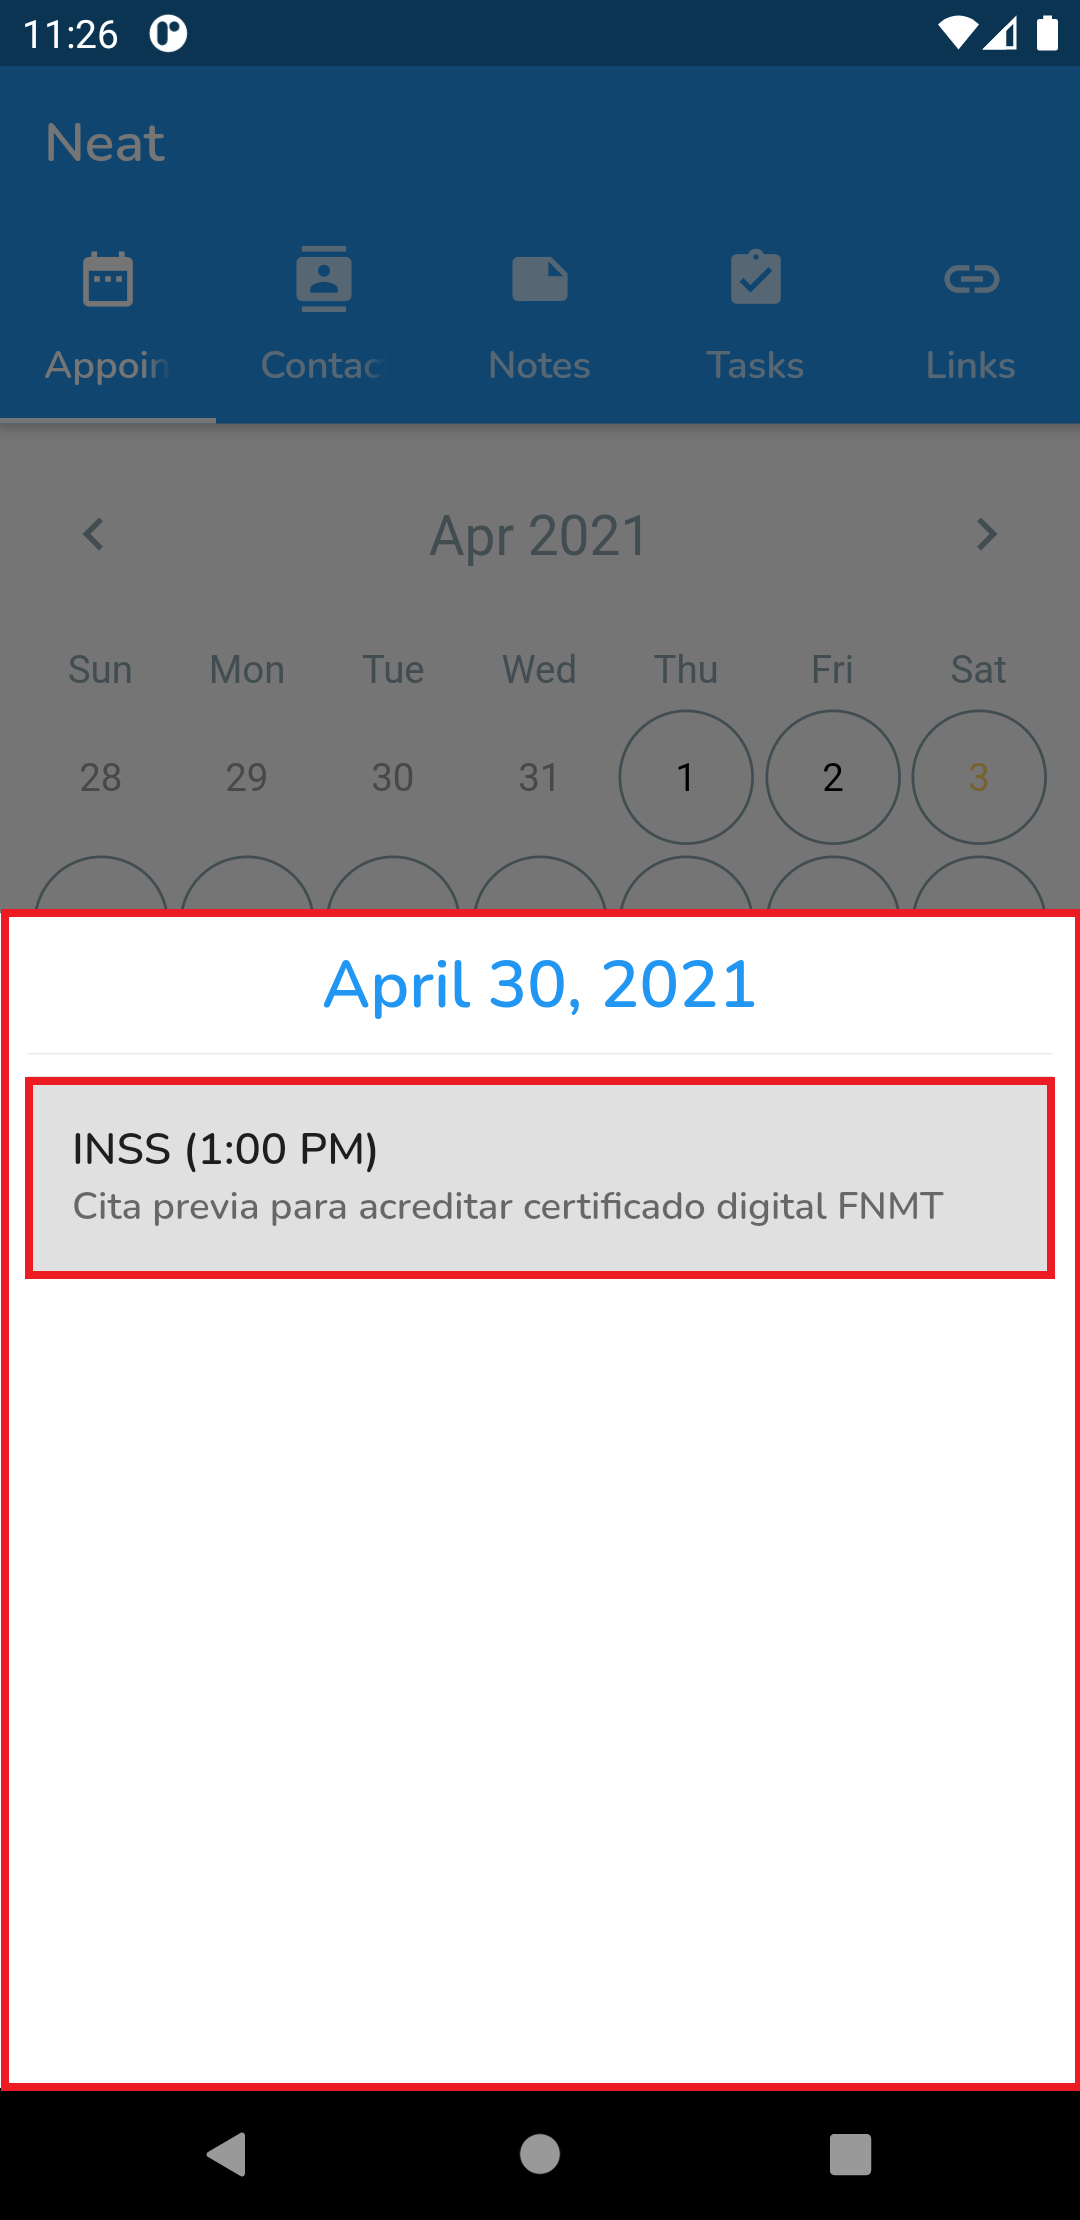 11:26
Neat
Appoin Contac Notes Tasks Links
Apr 2021
Sun Mon Tue Wed Thu Fri Sat
28 29 30 31 1 2 3
April 30, 2021
INSS (1:00 PM)
Cita previa para acreditar certificado digital FNMT